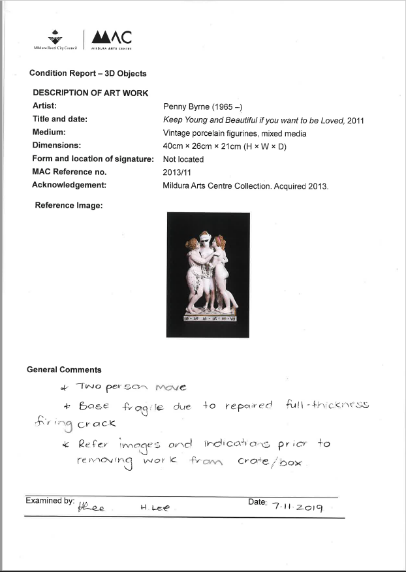 Mildura Rural City Council
MAC
MILDURA ARTS CENTRE
Condition Report – 3D Objects
DESCRIPTION OF ART WORK
Artist: Penny Byrne (1965 –)
Title and date: Keep Young and Beautiful if you want to be Loved, 2011
Medium: Vintage porcelain figurines, mixed media
Dimensions: 40cm × 26cm × 21cm (H × W × D)
Form and location of signature: Not located
MAC Reference no. 2013/11
Acknowledgement: Mildura Arts Centre Collection. Acquired 2013.
Reference Image:
General Comments
* Two person move
* Base fragile due to repaired full-thickness
firing crack
* Refer images and indications prior to
removing work from crate/box.
Examined by: H. Lee Date: 7.11.2019